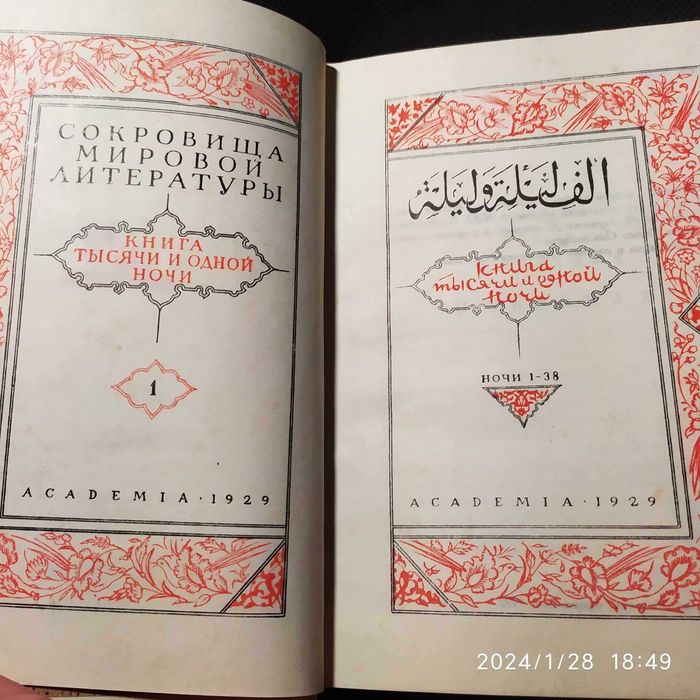 СОКРОВИЩА
МИРОВОЙ
ЛИТЕРАТУРЫ
КНИГА
ТЫСЯЧИ И ОДНОЙ
НОЧИ
1
ACADEMIA · 1929
الف ليلة وليلة
Книга
тысячи и одной
ночи
НОЧИ 1-38
ACADEMIA · 1929
2024/1/28 18:49